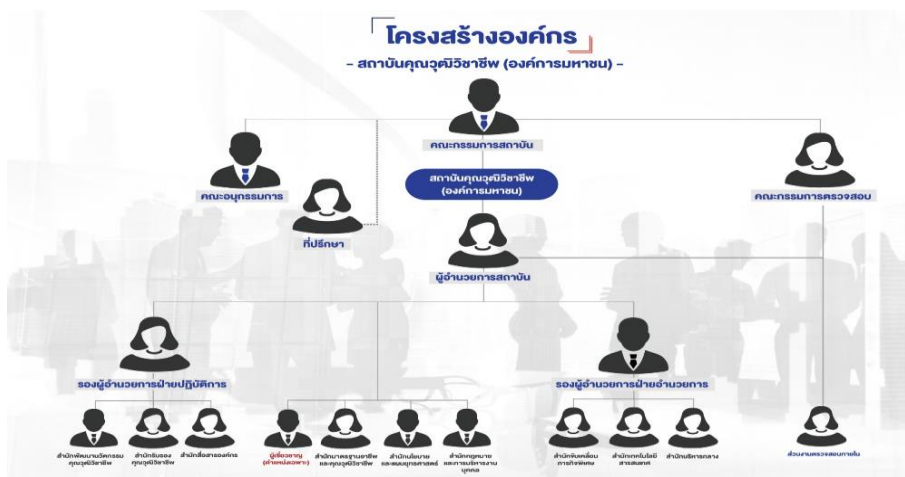 โครงสร้างองค์กร
- สถาบันคุณวุฒิวิชาชีพ (องค์การมหาชน) -
คณะกรรมการสถาบัน
คณะอนุกรรมการ
สถาบันคุณวุฒิวิชาชีพ
(องค์การมหาชน)
คณะกรรมการตรวจสอบ
ที่ปรึกษา
ผู้อำนวยการสถาบัน
รองผู้อำนวยการฝ่ายปฏิบัติการ
รองผู้อำนวยการฝ่ายอำนวยการ
สำนักพัฒนานวัตกรรม
คุณวุฒิวิชาชีพ
สำนักรับรอง
คุณวุฒิวิชาชีพ
สำนักสื่อสารองค์กร
ผู้เชี่ยวชาญ
(ตำแหน่งเฉพาะ)
สำนักมาตรฐานอาชีพ
และคุณวุฒิวิชาชีพ
สำนักนโยบาย
และแผนยุทธศาสตร์
สำนักกฎหมาย
และการบริหารงาน
บุคคล
สำนักขับเคลื่อน
ภารกิจพิเศษ
สำนักเทคโนโลยี
สารสนเทศ
สำนักบริหารกลาง
ส่วนงานตรวจสอบภายใน